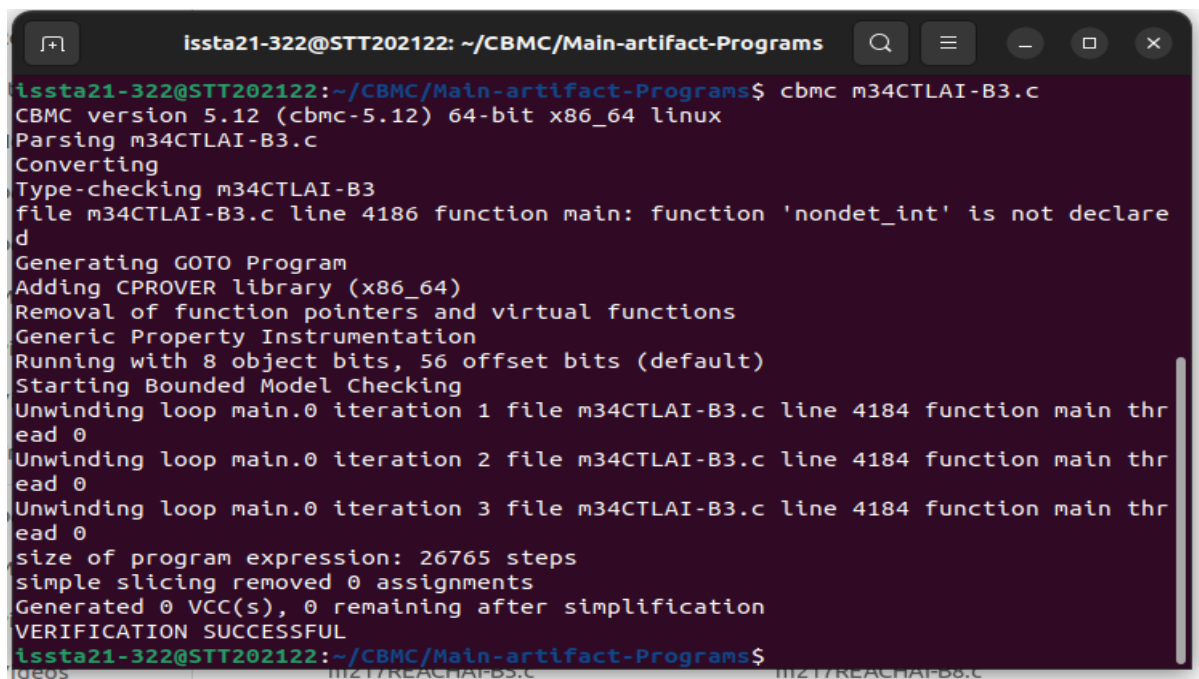 issta21-322@STT202122: ~/CBMC/Main-artifact-Programs
issta21-322@STT202122:~/CBMC/Main-artifact-Programs$ cbmc m34CTLAI-B3.c
CBMC version 5.12 (cbmc-5.12) 64-bit x86_64 linux
Parsing m34CTLAI-B3.c
Converting
Type-checking m34CTLAI-B3
file m34CTLAI-B3.c line 4186 function main: function 'nondet_int' is not declare
d
Generating GOTO Program
Adding CPROVER library (x86_64)
Removal of function pointers and virtual functions
Generic Property Instrumentation
Running with 8 object bits, 56 offset bits (default)
Starting Bounded Model Checking
Unwinding loop main.0 iteration 1 file m34CTLAI-B3.c line 4184 function main thr
ead 0
Unwinding loop main.0 iteration 2 file m34CTLAI-B3.c line 4184 function main thr
ead 0
Unwinding loop main.0 iteration 3 file m34CTLAI-B3.c line 4184 function main thr
ead 0
size of program expression: 26765 steps
simple slicing removed 0 assignments
Generated 0 VCC(s), 0 remaining after simplification
VERIFICATION SUCCESSFUL
issta21-322@STT202122:~/CBMC/Main-artifact-Programs$